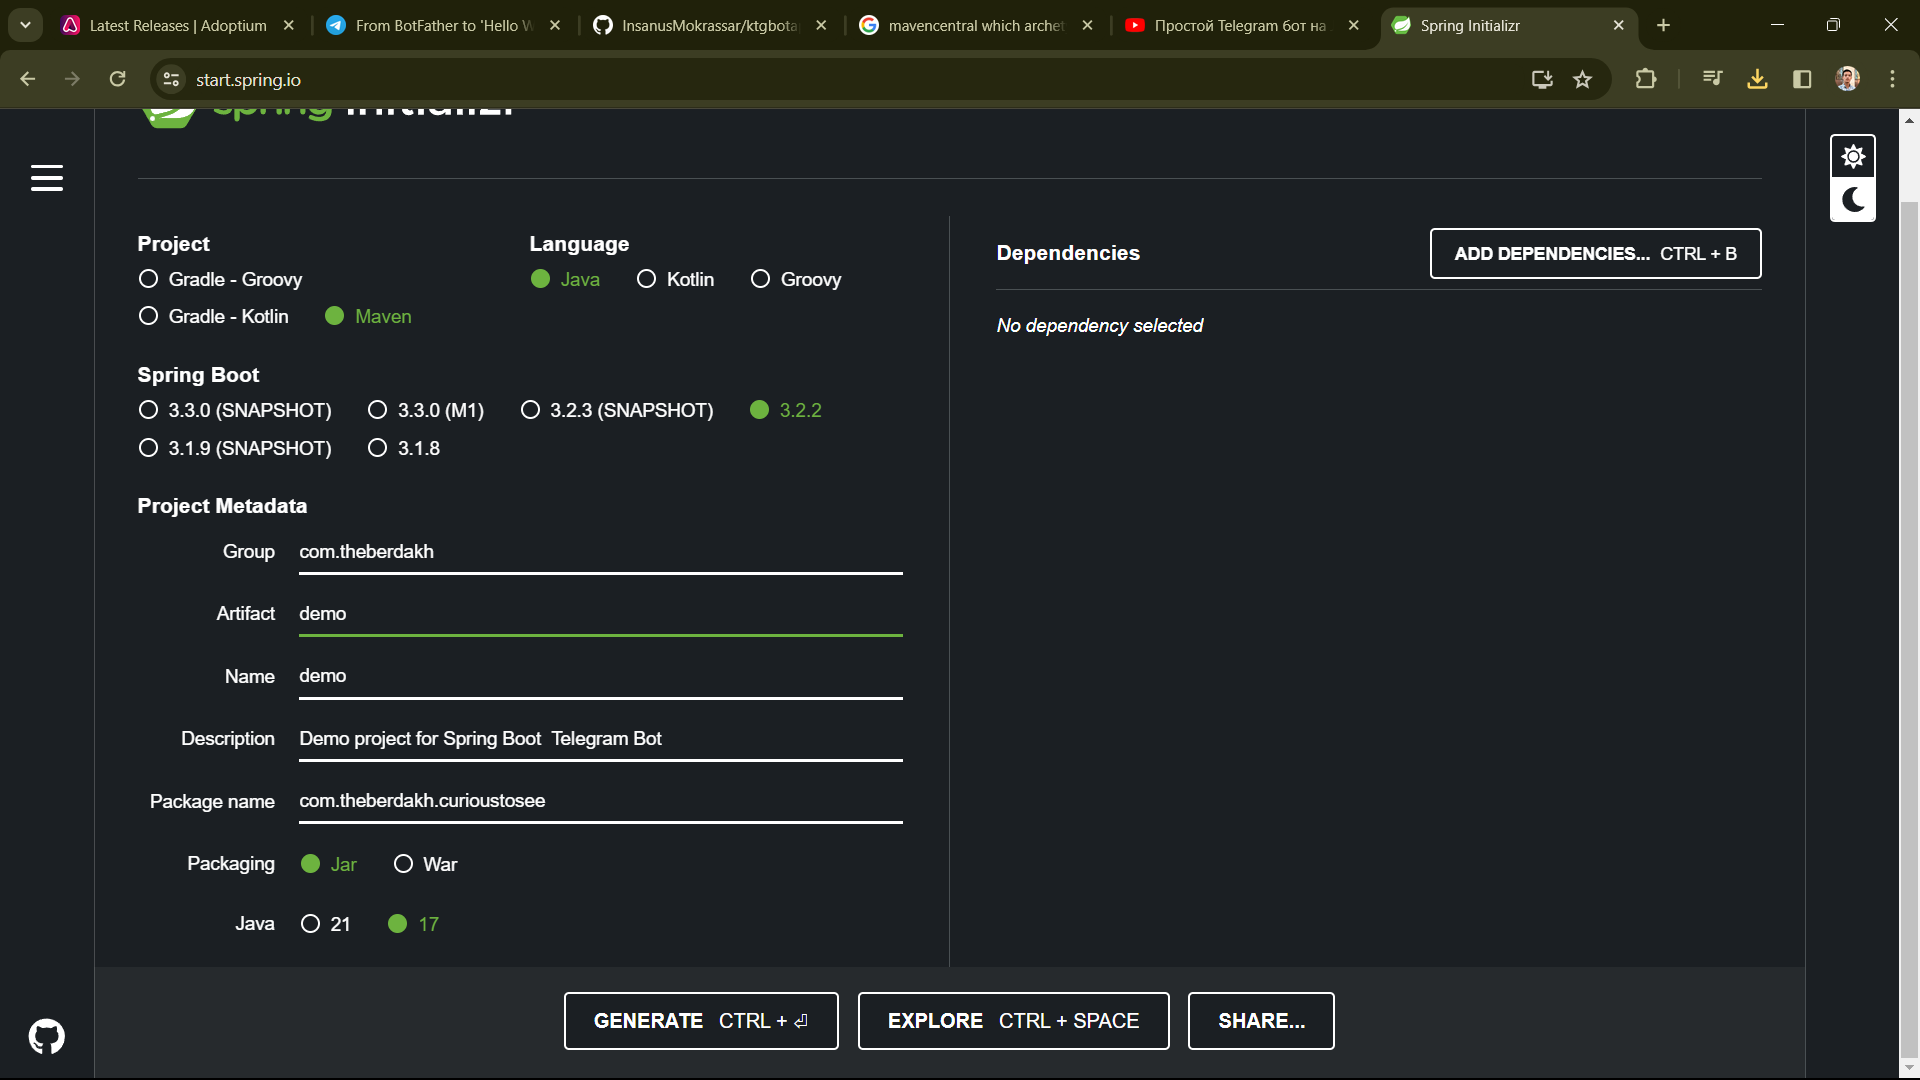 Latest Releases | Adoptium
From BotFather to 'Hello W
InsanusMokrassar/ktgbota
mavencentral which archet
Простой Telegram бот на
Spring Initializr
start.spring.io
spring initializr
Project
Gradle - Groovy
Gradle - Kotlin Maven
Language
Java Kotlin Groovy
Spring Boot
3.3.0 (SNAPSHOT) 3.3.0 (M1) 3.2.3 (SNAPSHOT) 3.2.2
3.1.9 (SNAPSHOT) 3.1.8
Project Metadata
Group com.theberdakh
Artifact demo
Name demo
Description Demo project for Spring Boot  Telegram Bot
Package name com.theberdakh.curioustosee
Packaging Jar War
Java 21 17
Dependencies
ADD DEPENDENCIES... CTRL + B
No dependency selected
GENERATE CTRL + ⏎
EXPLORE CTRL + SPACE
SHARE...